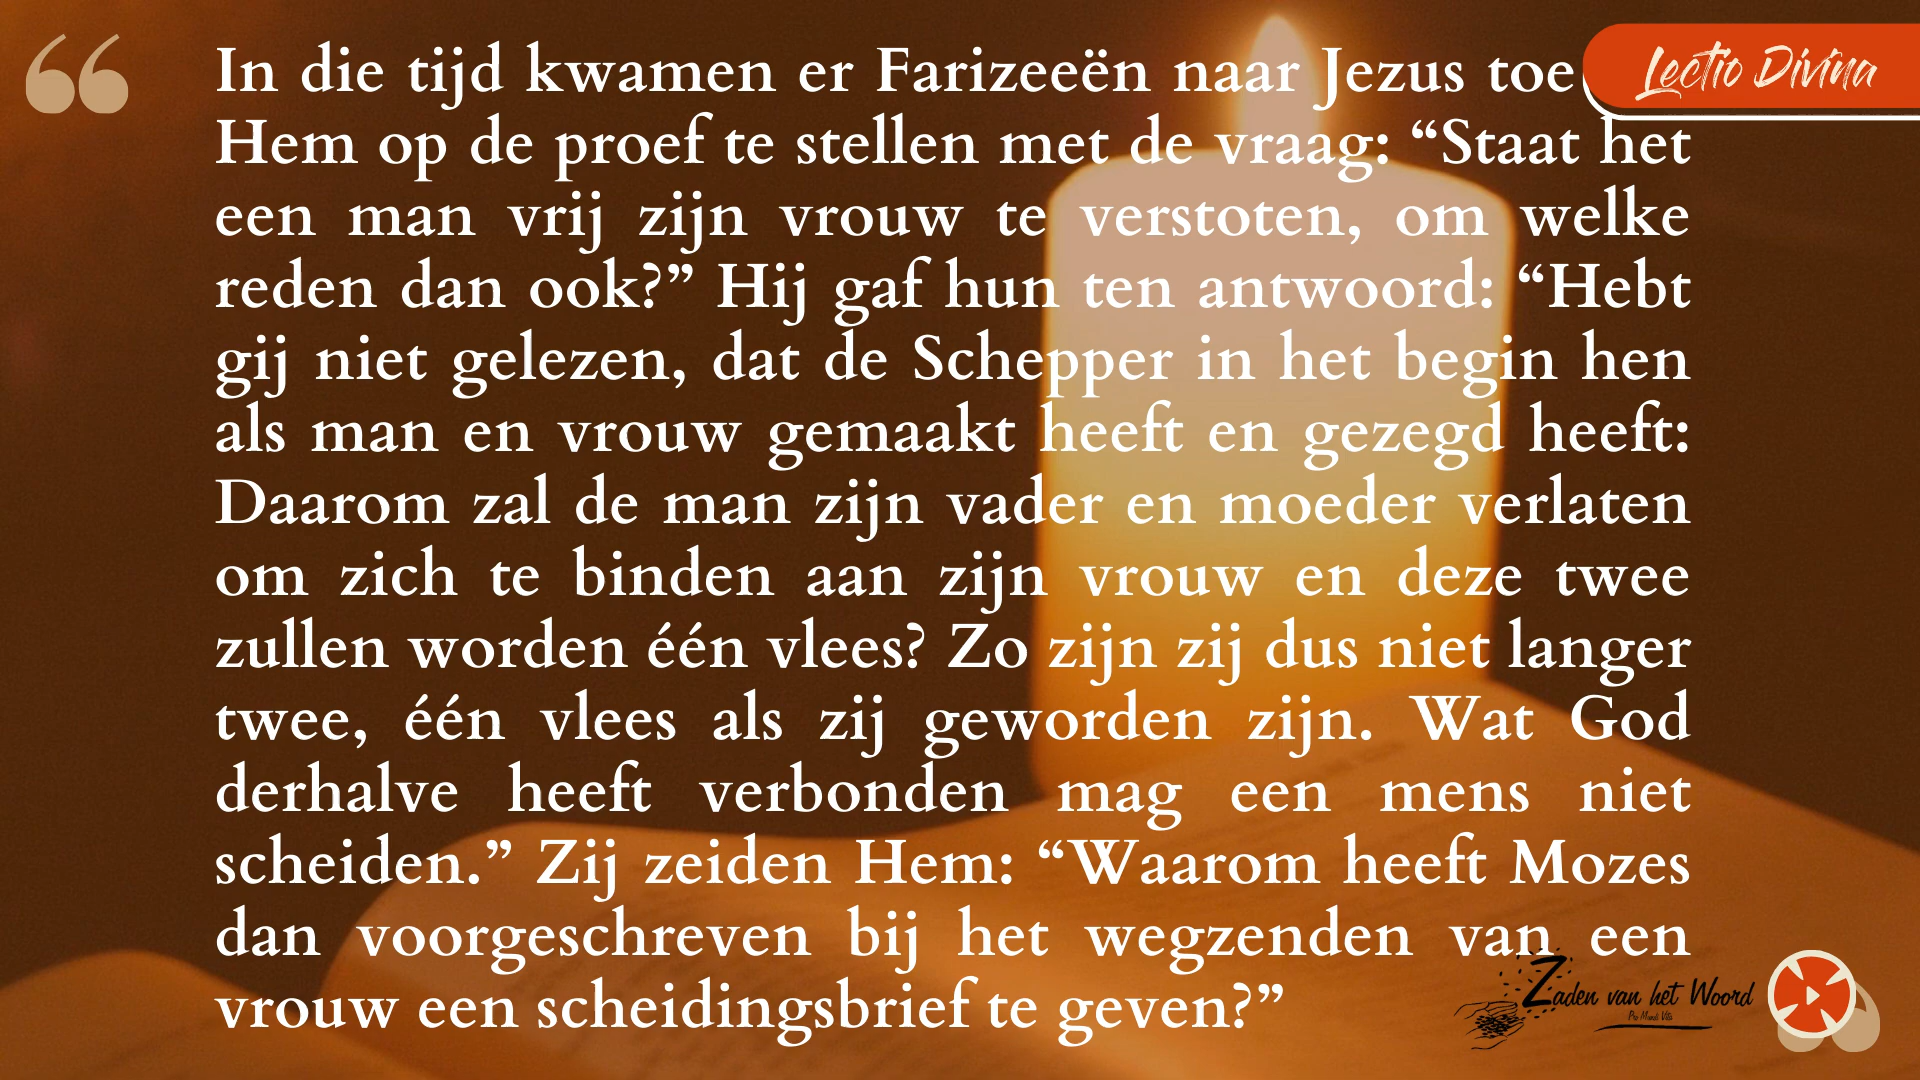 In die tijd kwamen er Farizeeën naar Jezus toe
Lectio Divina
Hem op de proef te stellen met de vraag: “Staat het
een man vrij zijn vrouw te verstoten, om welke
reden dan ook?” Hij gaf hun ten antwoord: “Hebt
gij niet gelezen, dat de Schepper in het begin hen
als man en vrouw gemaakt heeft en gezegd heeft:
Daarom zal de man zijn vader en moeder verlaten
om zich te binden aan zijn vrouw en deze twee
zullen worden één vlees? Zo zijn zij dus niet langer
twee, één vlees als zij geworden zijn. Wat God
derhalve heeft verbonden mag een mens niet
scheiden.” Zij zeiden Hem: “Waarom heeft Mozes
dan voorgeschreven bij het wegzenden van een
vrouw een scheidingsbrief te geven?”
Zaden van het Woord
Pro Mundi Vita